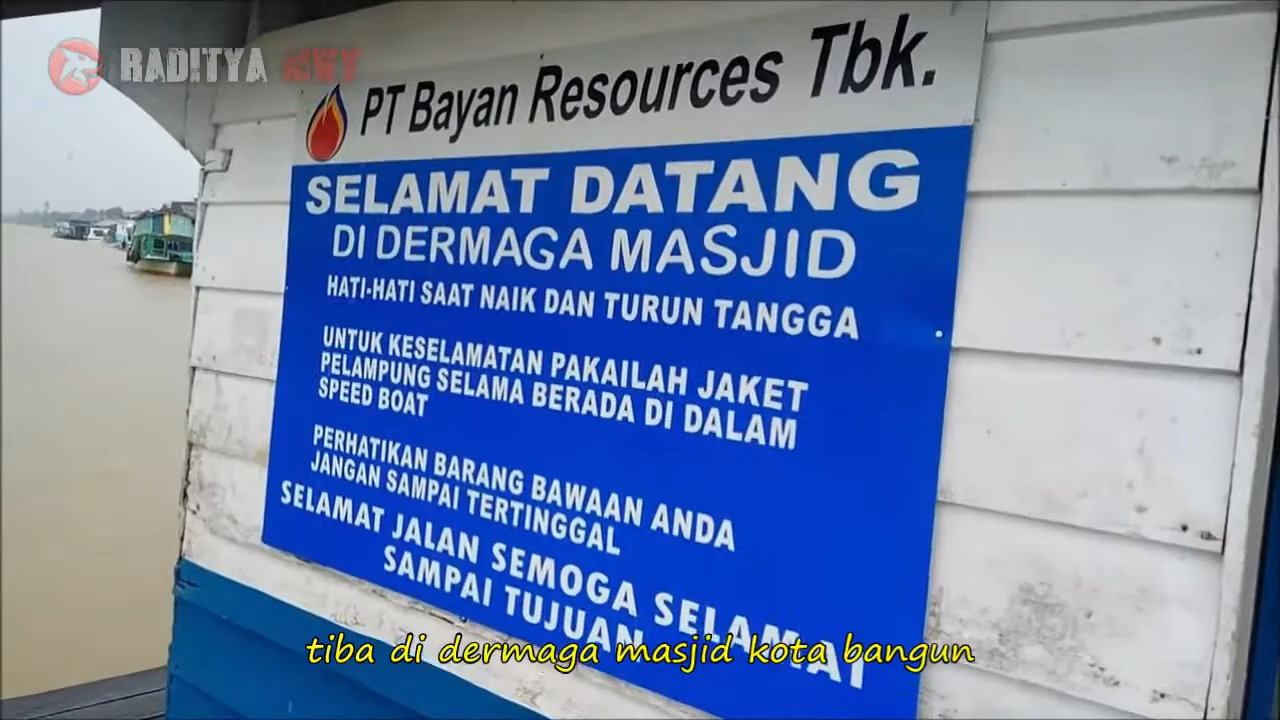 RADITYA MWY
PT Bayan Resources Tbk.
SELAMAT DATANG
DI DERMAGA MASJID
HATI-HATI SAAT NAIK DAN TURUN TANGGA
UNTUK KESELAMATAN PAKAILAH JAKET
PELAMPUNG SELAMA BERADA DI DALAM
SPEED BOAT
PERHATIKAN BARANG BAWAAN ANDA
JANGAN SAMPAI TERTINGGAL
SELAMAT JALAN SEMOGA SELAMAT
SAMPAI TUJUAN
tiba di dermaga masjid kota bangun